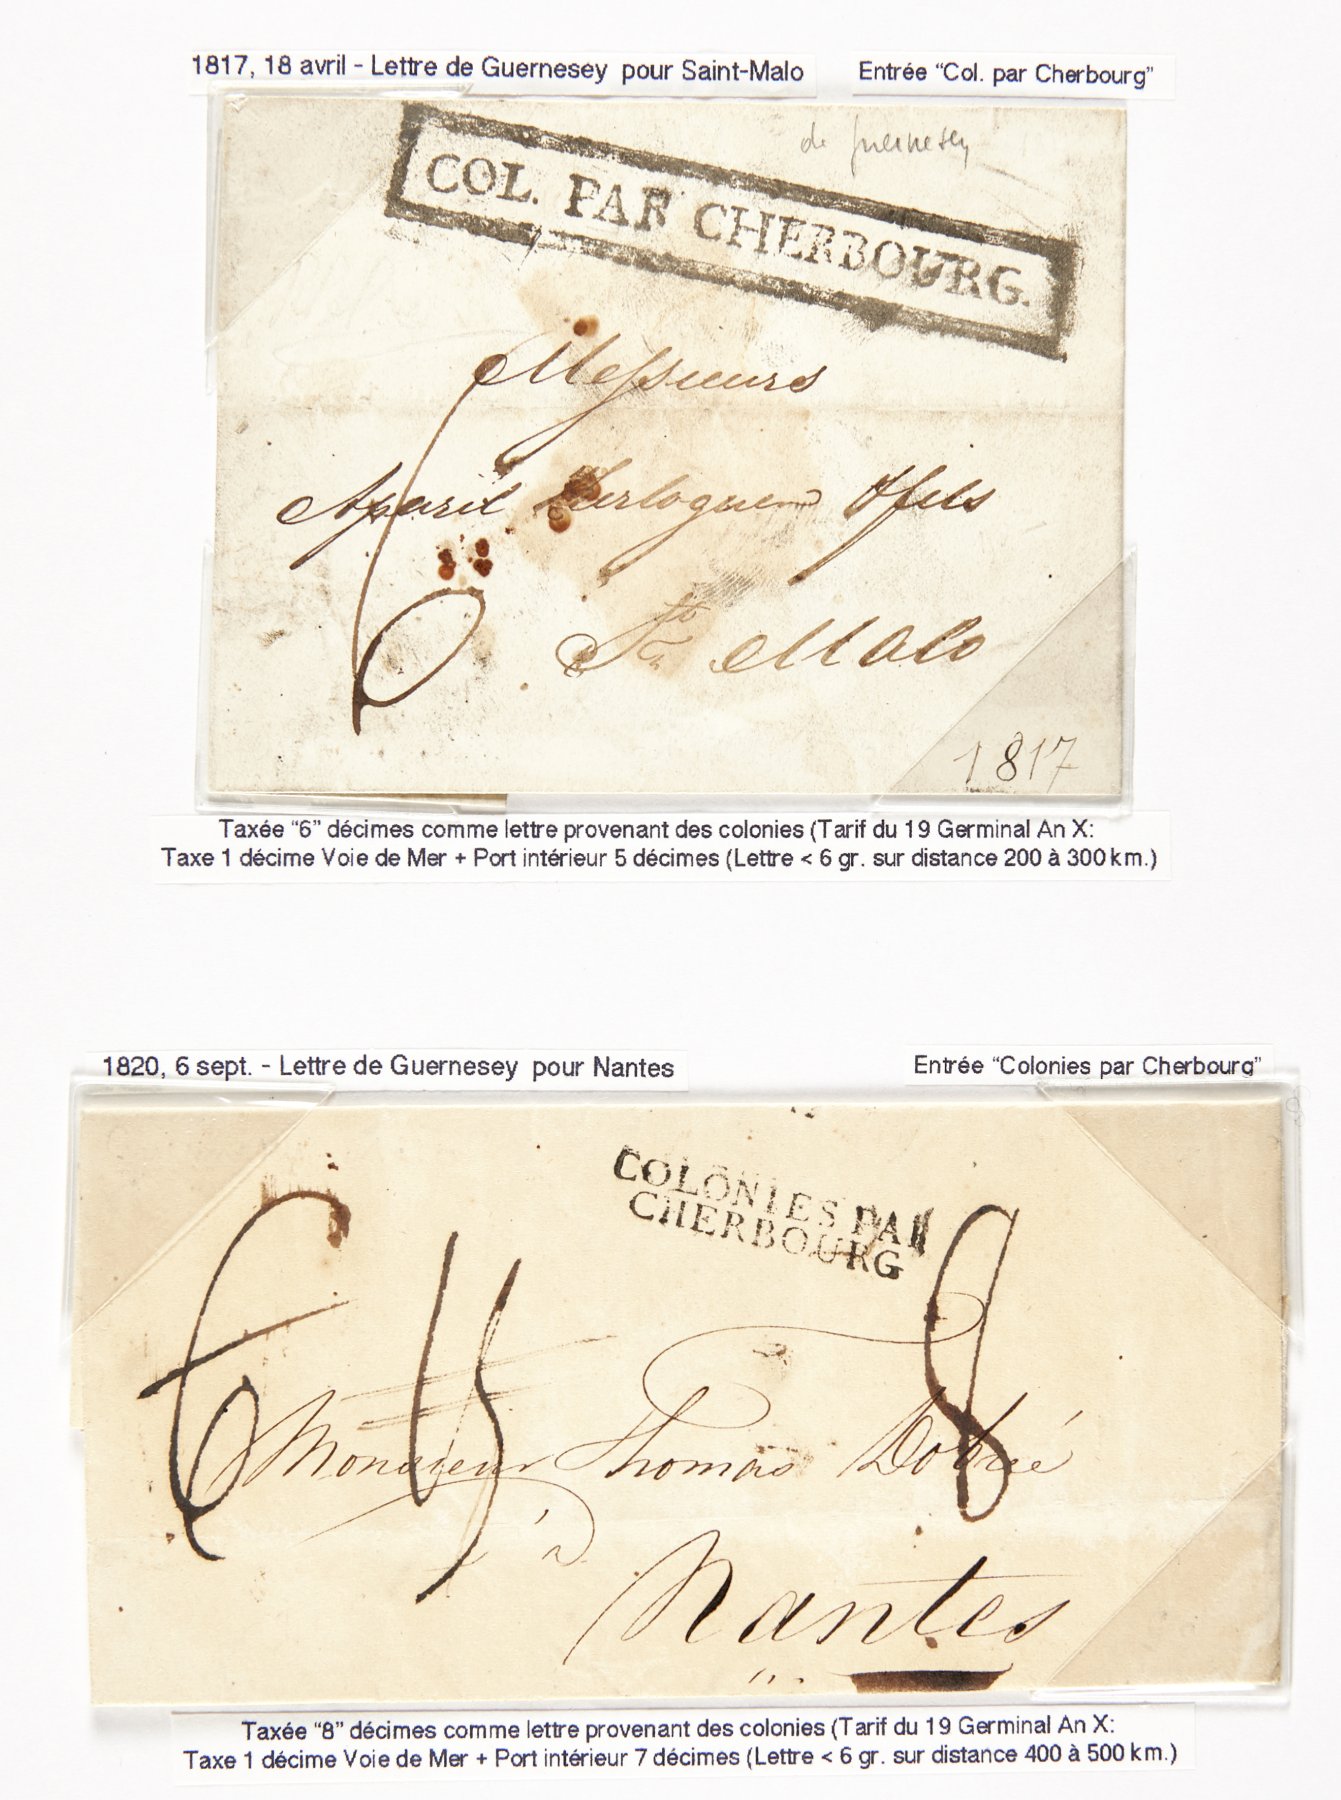 1817, 18 avril - Lettre de Guernesey pour Saint-Malo
Entrée “Col. par Cherbourg”
de guernesey
COL. PAR CHERBOURG.
Messieurs
& fils
6
St Malo
1817
Taxée “6” décimes comme lettre provenant des colonies (Tarif du 19 Germinal An X:
Taxe 1 décime Voie de Mer + Port intérieur 5 décimes (Lettre < 6 gr. sur distance 200 à 300 km.)
1820, 6 sept. - Lettre de Guernesey pour Nantes
Entrée “Colonies par Cherbourg”
COLONIES PAR
CHERBOURG
8
Monsieur Thomas Dobrée
à
Nantes
Taxée “8” décimes comme lettre provenant des colonies (Tarif du 19 Germinal An X:
Taxe 1 décime Voie de Mer + Port intérieur 7 décimes (Lettre < 6 gr. sur distance 400 à 500 km.)